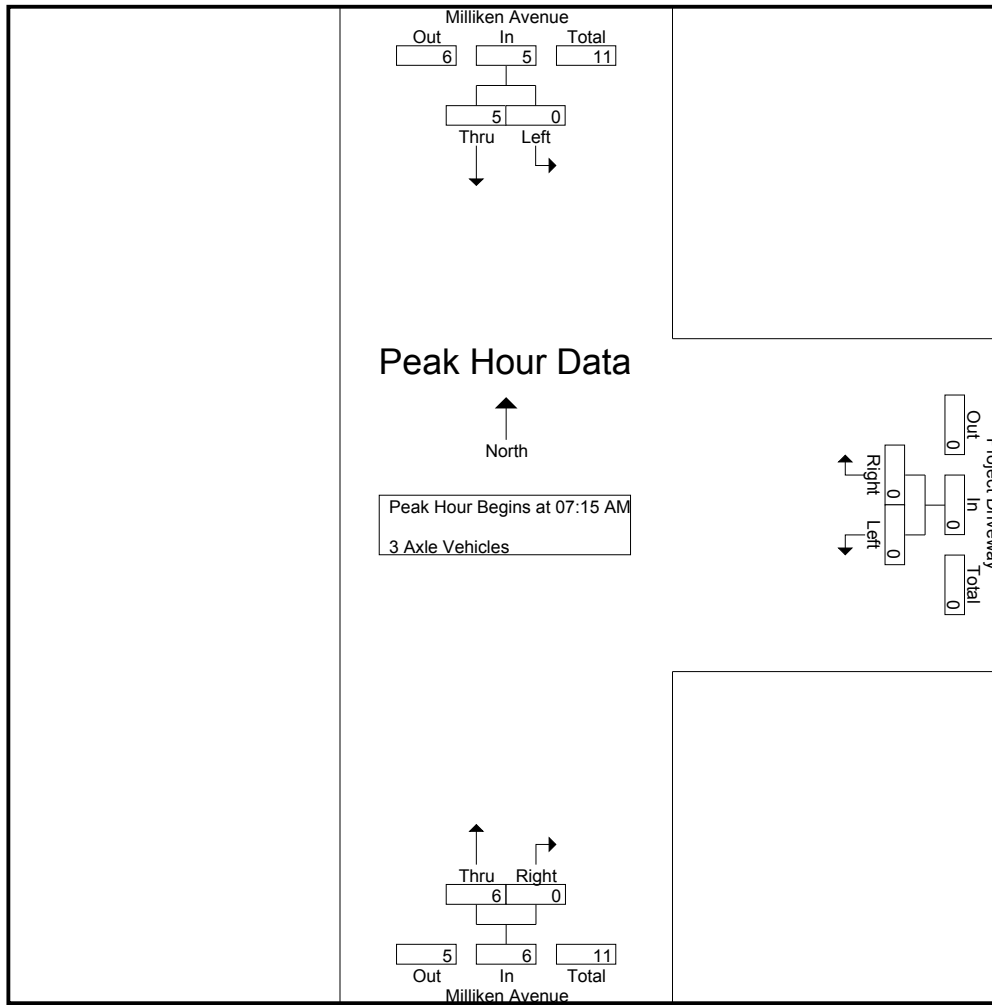 Milliken Avenue
Out In Total
6 5 11
5 0
Thru Left
Peak Hour Data
North
Peak Hour Begins at 07:15 AM
3 Axle Vehicles
Project Driveway
Out In Total
0 0 0
Right Left
0 0
Thru Right
6 0
5 6 11
Out In Total
Milliken Avenue